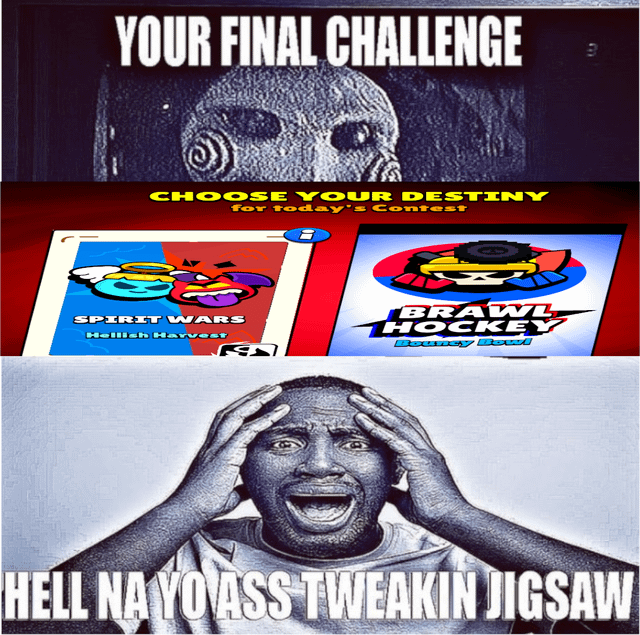 YOUR FINAL CHALLENGE
CHOOSE YOUR DESTINY
for today's Contest
i
SPIRIT WARS
Hellish Harvest
BRAWL
HOCKEY
Bouncy Bowl
HELL NA YO ASS TWEAKIN JIGSAW